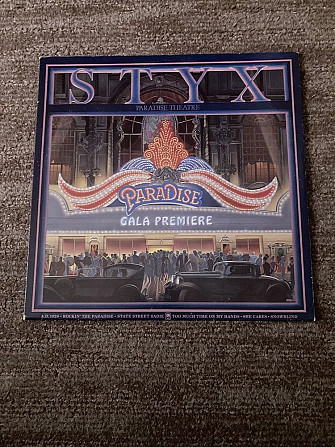 STYX
PARADISE THEATRE
PARADISE
GALA PREMIERE
A.D. 1928 • ROCKIN' THE PARADISE • STATE STREET SADIE • TOO MUCH TIME ON MY HANDS • SHE CARES • SNOWBLIND